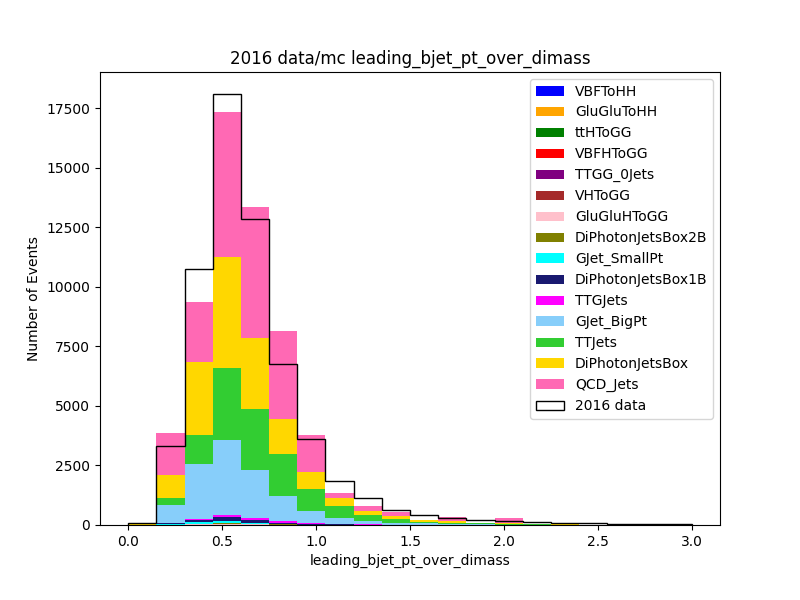 2016 data/mc leading_bjet_pt_over_dimass
Number of Events
17500
15000
12500
10000
7500
5000
2500
0
0.0
0.5
1.0
1.5
2.0
2.5
3.0
leading_bjet_pt_over_dimass
VBFToHH
GluGluToHH
ttHToGG
VBFHToGG
TTGG_0Jets
VHToGG
GluGluHToGG
DiPhotonJetsBox2B
GJet_SmallPt
DiPhotonJetsBox1B
TTGJets
GJet_BigPt
TTJets
DiPhotonJetsBox
QCD_Jets
2016 data